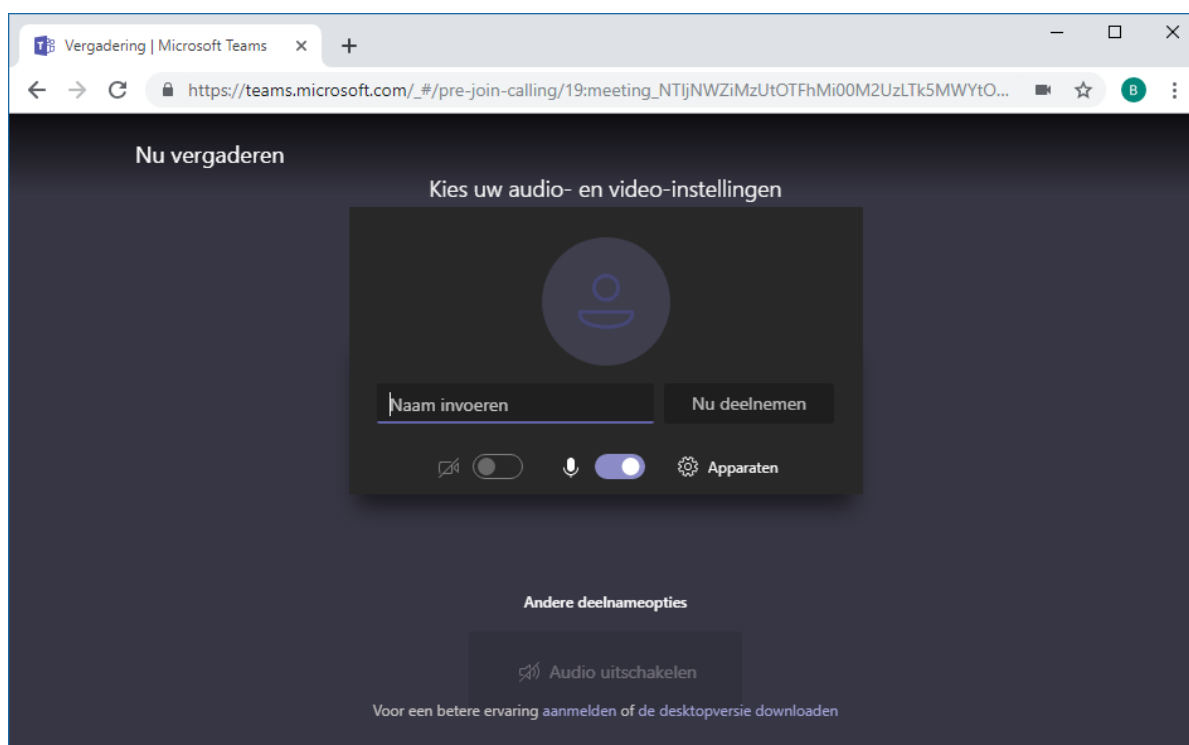 Vergadering | Microsoft Teams
https://teams.microsoft.com/_#/pre-join-calling/19:meeting_NTljNWZiMzUtOTFhMi00M2UzLTk5MWYtO...
B
Nu vergaderen
Kies uw audio- en video-instellingen
Naam invoeren
Nu deelnemen
Apparaten
Andere deelnameopties
Audio uitschakelen
Voor een betere ervaring aanmelden of de desktopversie downloaden